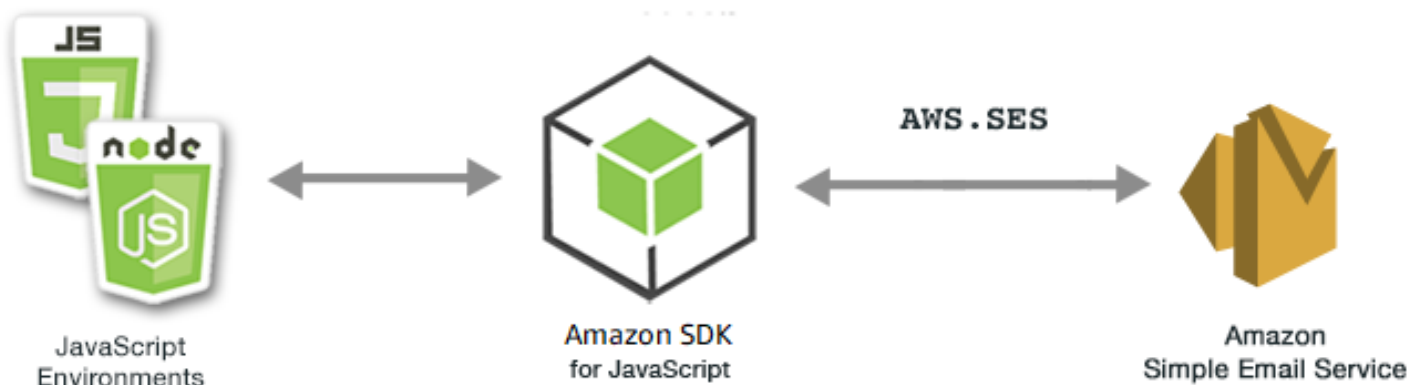 JS
node
JS
AWS.SES
JavaScript
Environments
Amazon SDK
for JavaScript
Amazon
Simple Email Service